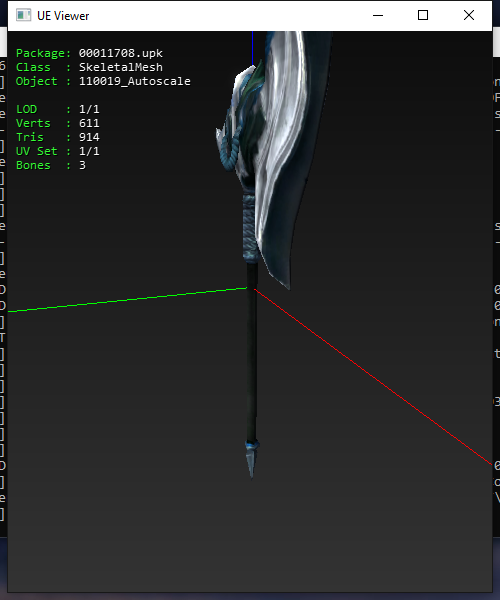 UE Viewer
Package: 00011708.upk
Class : SkeletalMesh
Object : 110019_Autoscale
LOD : 1/1
Verts : 611
Tris : 914
UV Set : 1/1
Bones : 3